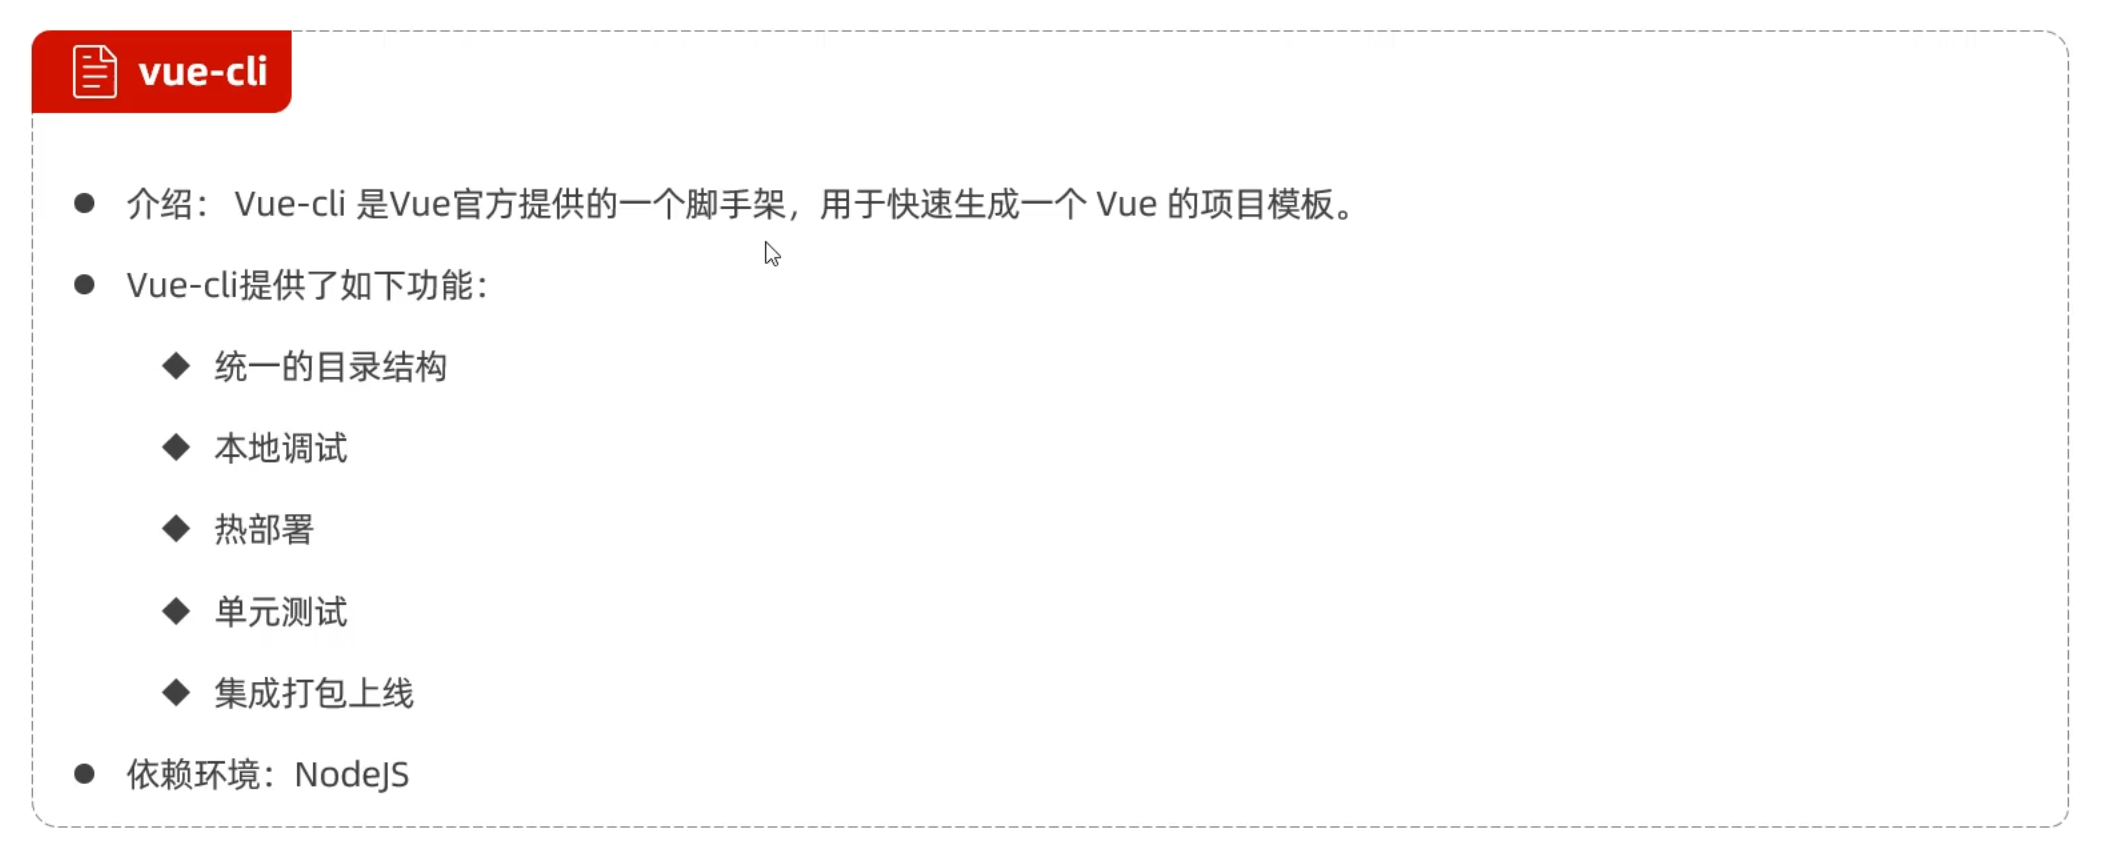 vue-cli
介绍： Vue-cli 是Vue官方提供的一个脚手架，用于快速生成一个 Vue 的项目模板。
Vue-cli提供了如下功能：
统一的目录结构
本地调试
热部署
单元测试
集成打包上线
依赖环境：NodeJS